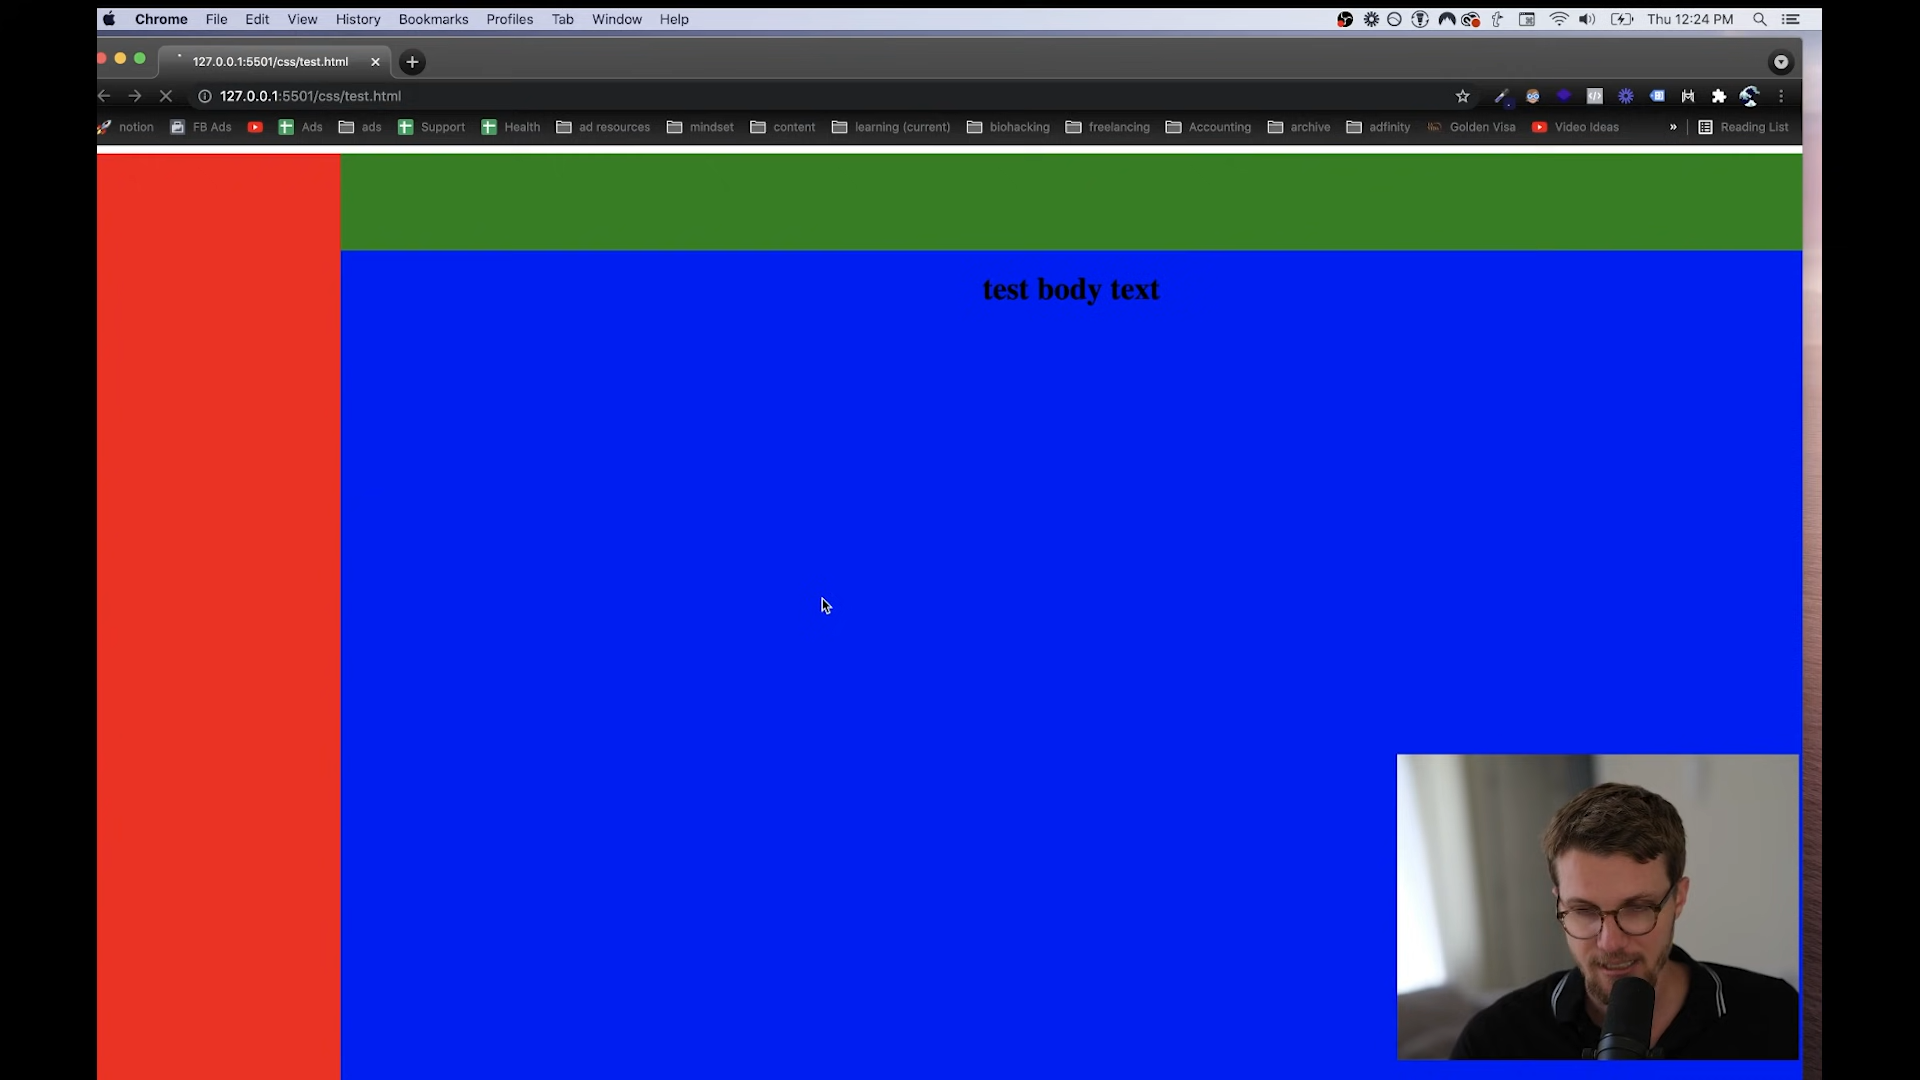 Chrome File Edit View History Bookmarks Profiles Tab Window Help Thu 12:24 PM
127.0.0.1:5501/css/test.html
127.0.0.1:5501/css/test.html
notion FB Ads Ads ads Support Health ad resources mindset content learning (current) biohacking freelancing Accounting archive adfinity Golden Visa Video Ideas » Reading List
test body text